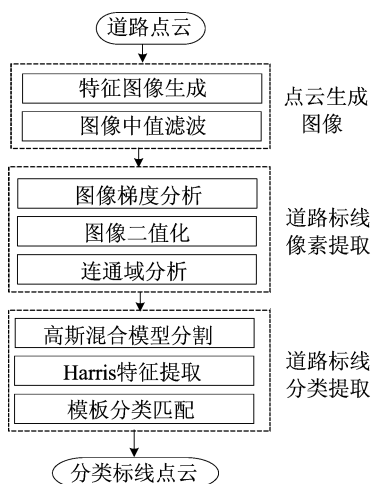 道路点云
特征图像生成
图像中值滤波
点云生成
图像
图像梯度分析
图像二值化
连通域分析
道路标线
像素提取
高斯混合模型分割
Harris特征提取
模板分类匹配
道路标线
分类提取
分类标线点云